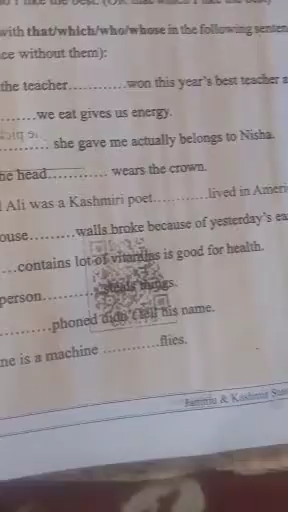 with that/which/who/whose in the following senten
ce without them):
the teacher............won this year's best teacher a
.......we eat gives us energy.
.......... she gave me actually belongs to Nisha.
he head........... wears the crown.
Ali was a Kashmiri poet............lived in Ameri
ouse.........walls broke because of yesterday's ea
...contains lot of vitamins is good for health.
person...........steals things.
..........phoned didn't tell his name.
ne is a machine ...........flies.
Jammu & Kashmir Stat